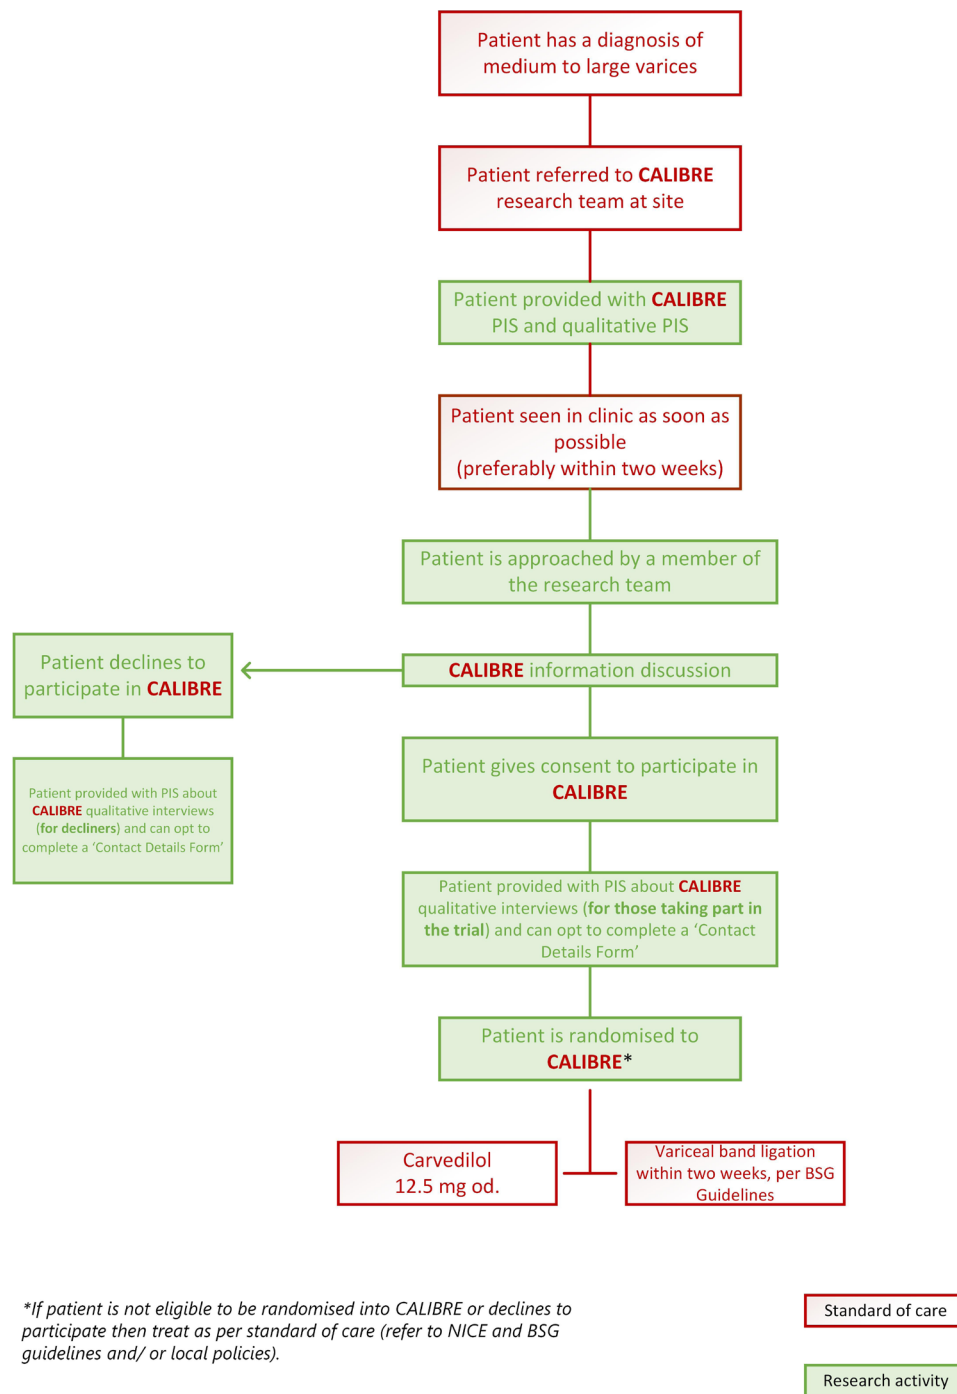 Patient has a diagnosis of
medium to large varices
Patient referred to CALIBRE
research team at site
Patient provided with CALIBRE
PIS and qualitative PIS
Patient seen in clinic as soon as
possible
(preferably within two weeks)
Patient is approached by a member of
the research team
CALIBRE information discussion
Patient declines to
participate in CALIBRE
Patient provided with PIS about
CALIBRE qualitative interviews
(for decliners) and can opt to
complete a ‘Contact Details Form’
Patient gives consent to participate in
CALIBRE
Patient provided with PIS about CALIBRE
qualitative interviews (for those taking part in
the trial) and can opt to complete a ‘Contact
Details Form’
Patient is randomised to
CALIBRE*
Carvedilol
12.5 mg od.
Variceal band ligation
within two weeks, per BSG
Guidelines
*If patient is not eligible to be randomised into CALIBRE or declines to
participate then treat as per standard of care (refer to NICE and BSG
guidelines and/ or local policies).
Standard of care
Research activity